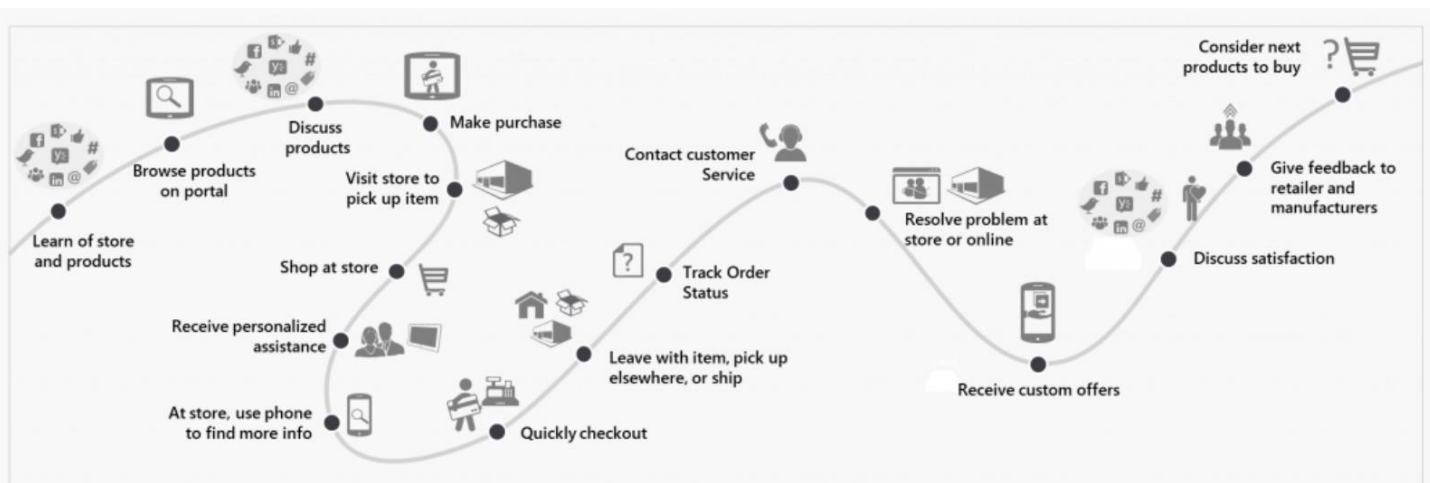 Learn of store
and products
Browse products
on portal
Discuss
products
Make purchase
Visit store to
pick up item
Shop at store
Receive personalized
assistance
At store, use phone
to find more info
Quickly checkout
Leave with item, pick up
elsewhere, or ship
Track Order
Status
Contact customer
Service
Resolve problem at
store or online
Receive custom offers
Discuss satisfaction
Give feedback to
retailer and
manufacturers
Consider next
products to buy